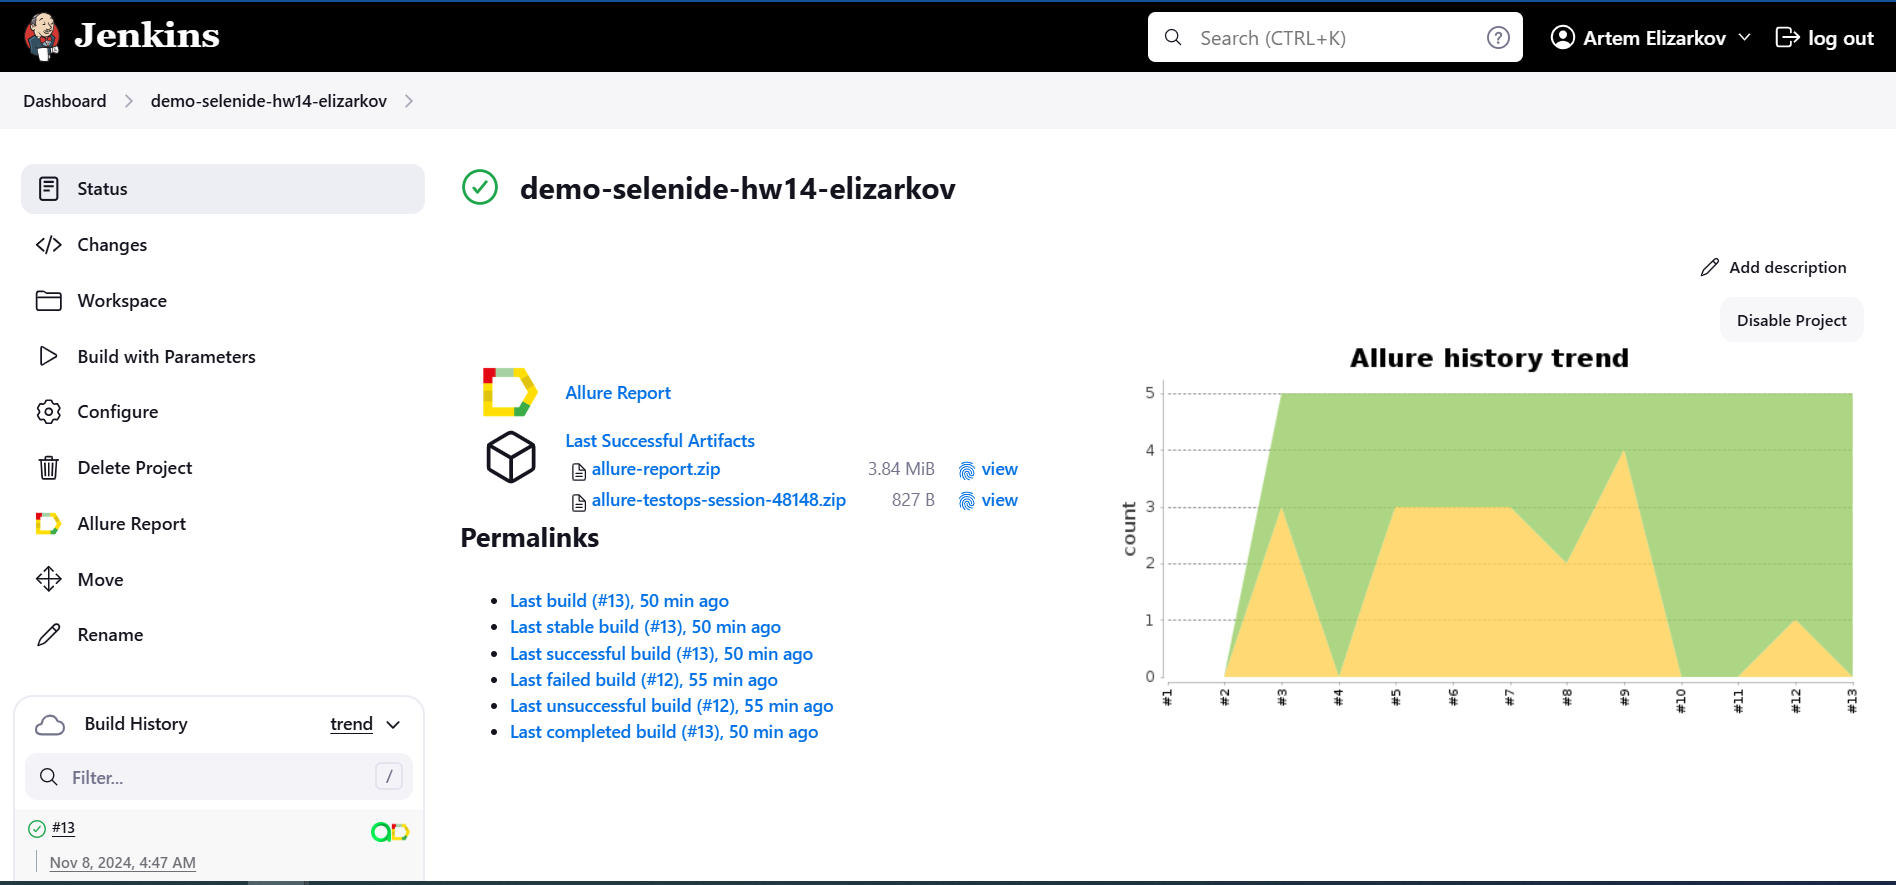 Jenkins
Search (CTRL+K)
?
Artem Elizarkov
log out
Dashboard
demo-selenide-hw14-elizarkov
Status
Changes
Workspace
Build with Parameters
Configure
Delete Project
Allure Report
Move
Rename
Build History
trend
Filter...
/
#13
Nov 8, 2024, 4:47 AM
demo-selenide-hw14-elizarkov
Add description
Disable Project
Allure Report
Last Successful Artifacts
allure-report.zip 3.84 MiB view
allure-testops-session-48148.zip 827 B view
Permalinks
Last build (#13), 50 min ago
Last stable build (#13), 50 min ago
Last successful build (#13), 50 min ago
Last failed build (#12), 55 min ago
Last unsuccessful build (#12), 55 min ago
Last completed build (#13), 50 min ago
Allure history trend
count
5
4
3
2
1
0
#1 #2 #3 #4 #5 #6 #7 #8 #9 #10 #11 #12 #13